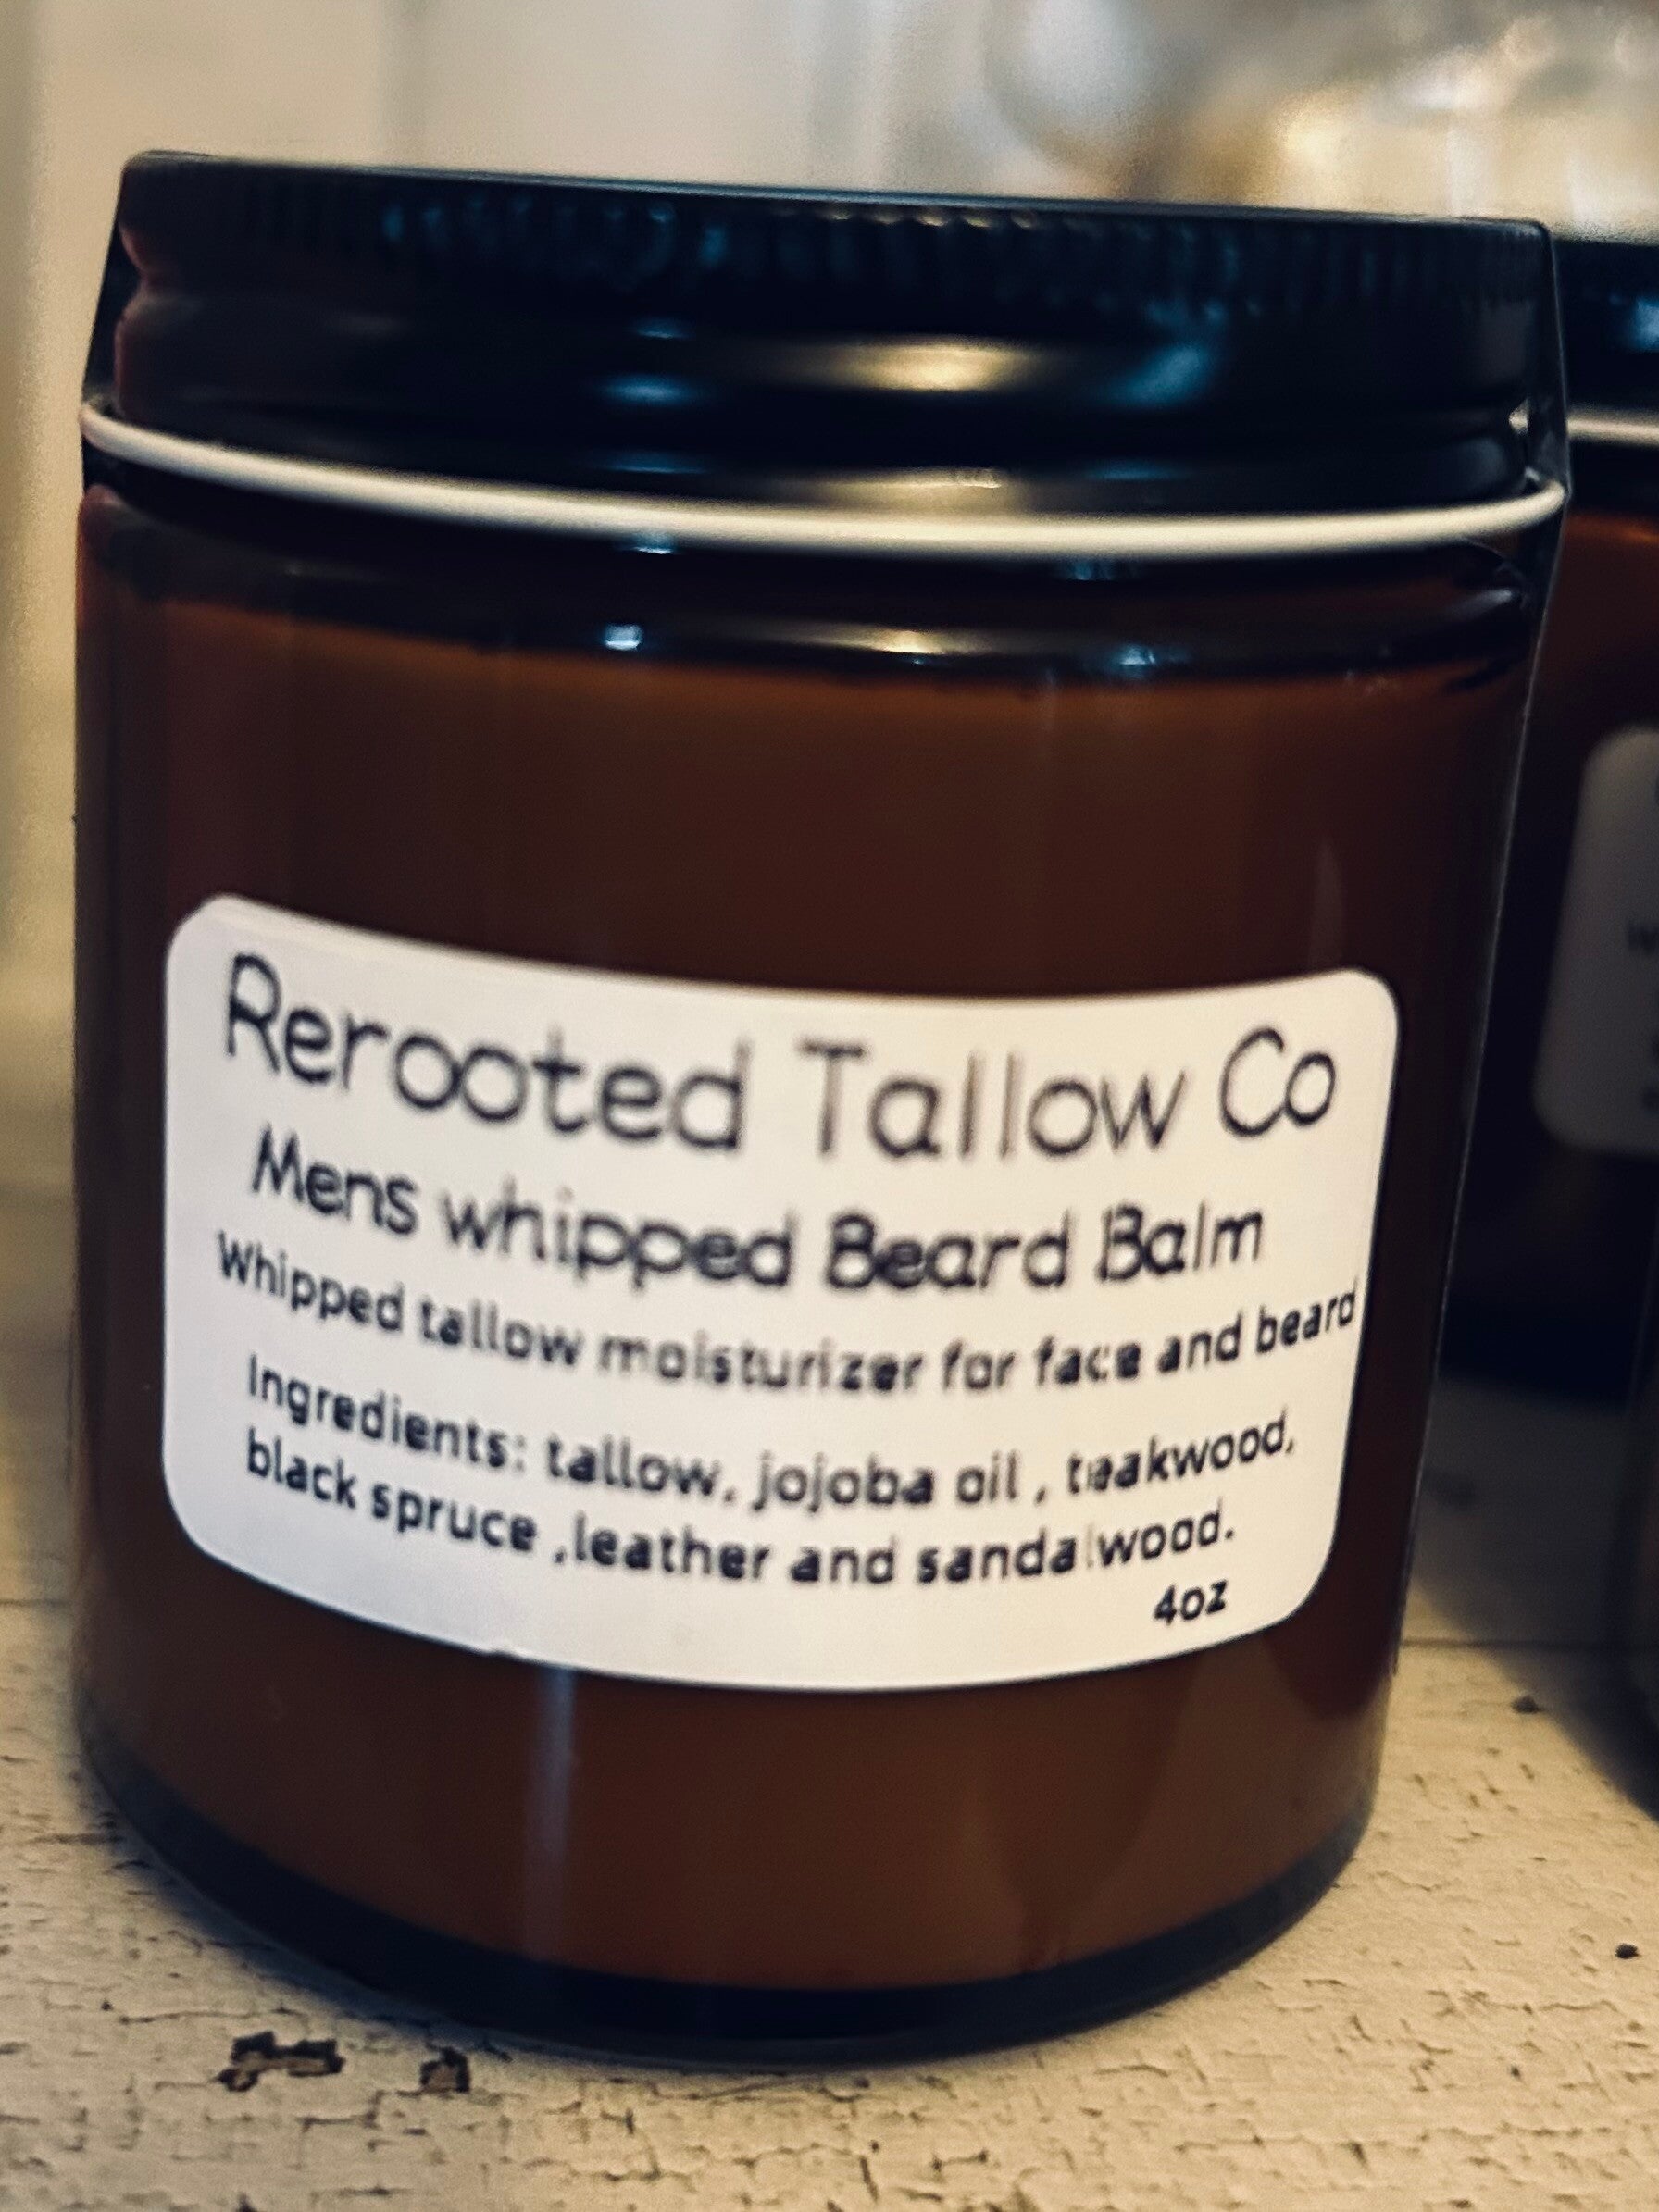 Rerooted Tallow Co
Mens whipped Beard Balm
Whipped tallow moisturizer for face and beard
Ingredients: tallow, jojoba oil , teakwood,
black spruce ,leather and sandalwood.
4oz